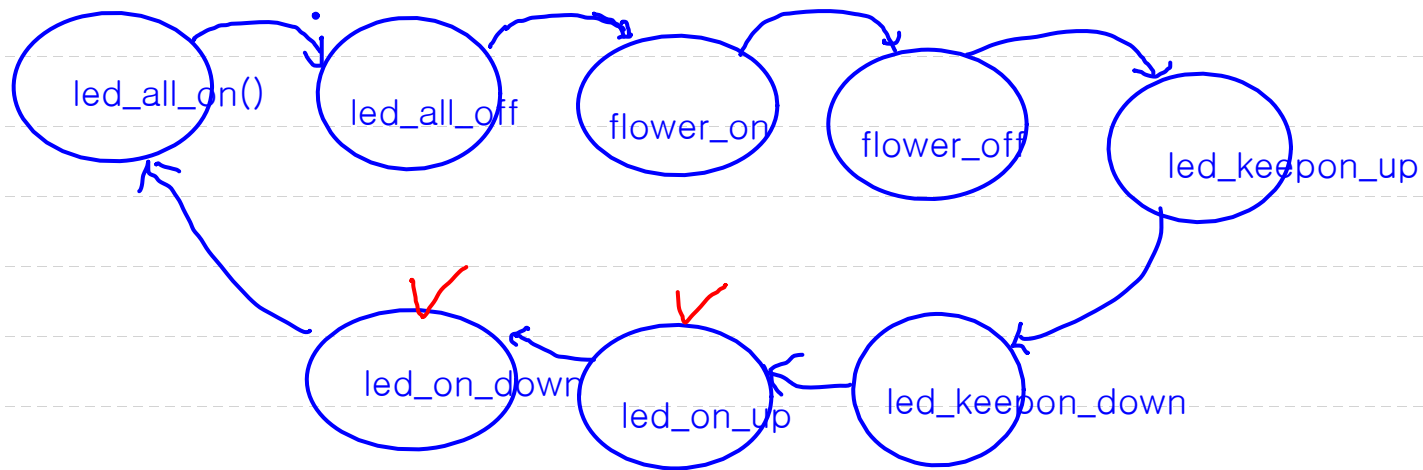 led_all_on()
led_all_off
flower_on
flower_off
led_keepon_up
led_on_down
led_on_up
led_keepon_down